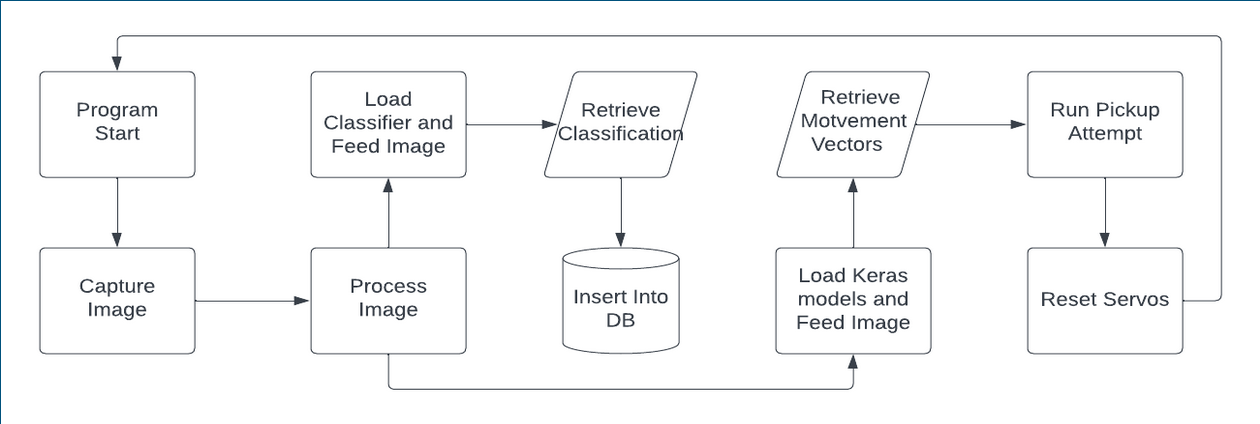 Program
Start
Load
Classifier and
Feed Image
Retrieve
Classification
Retrieve
Motvement
Vectors
Run Pickup
Attempt
Capture
Image
Process
Image
Insert Into
DB
Load Keras
models and
Feed Image
Reset Servos